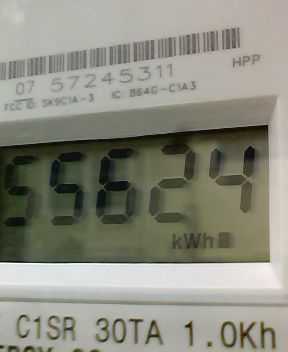 07 57245311
HPP
FCC ID: SK9C1A-3 IC: 864G-C1A3
55624
kWh
C1SR 30TA 1.0Kh